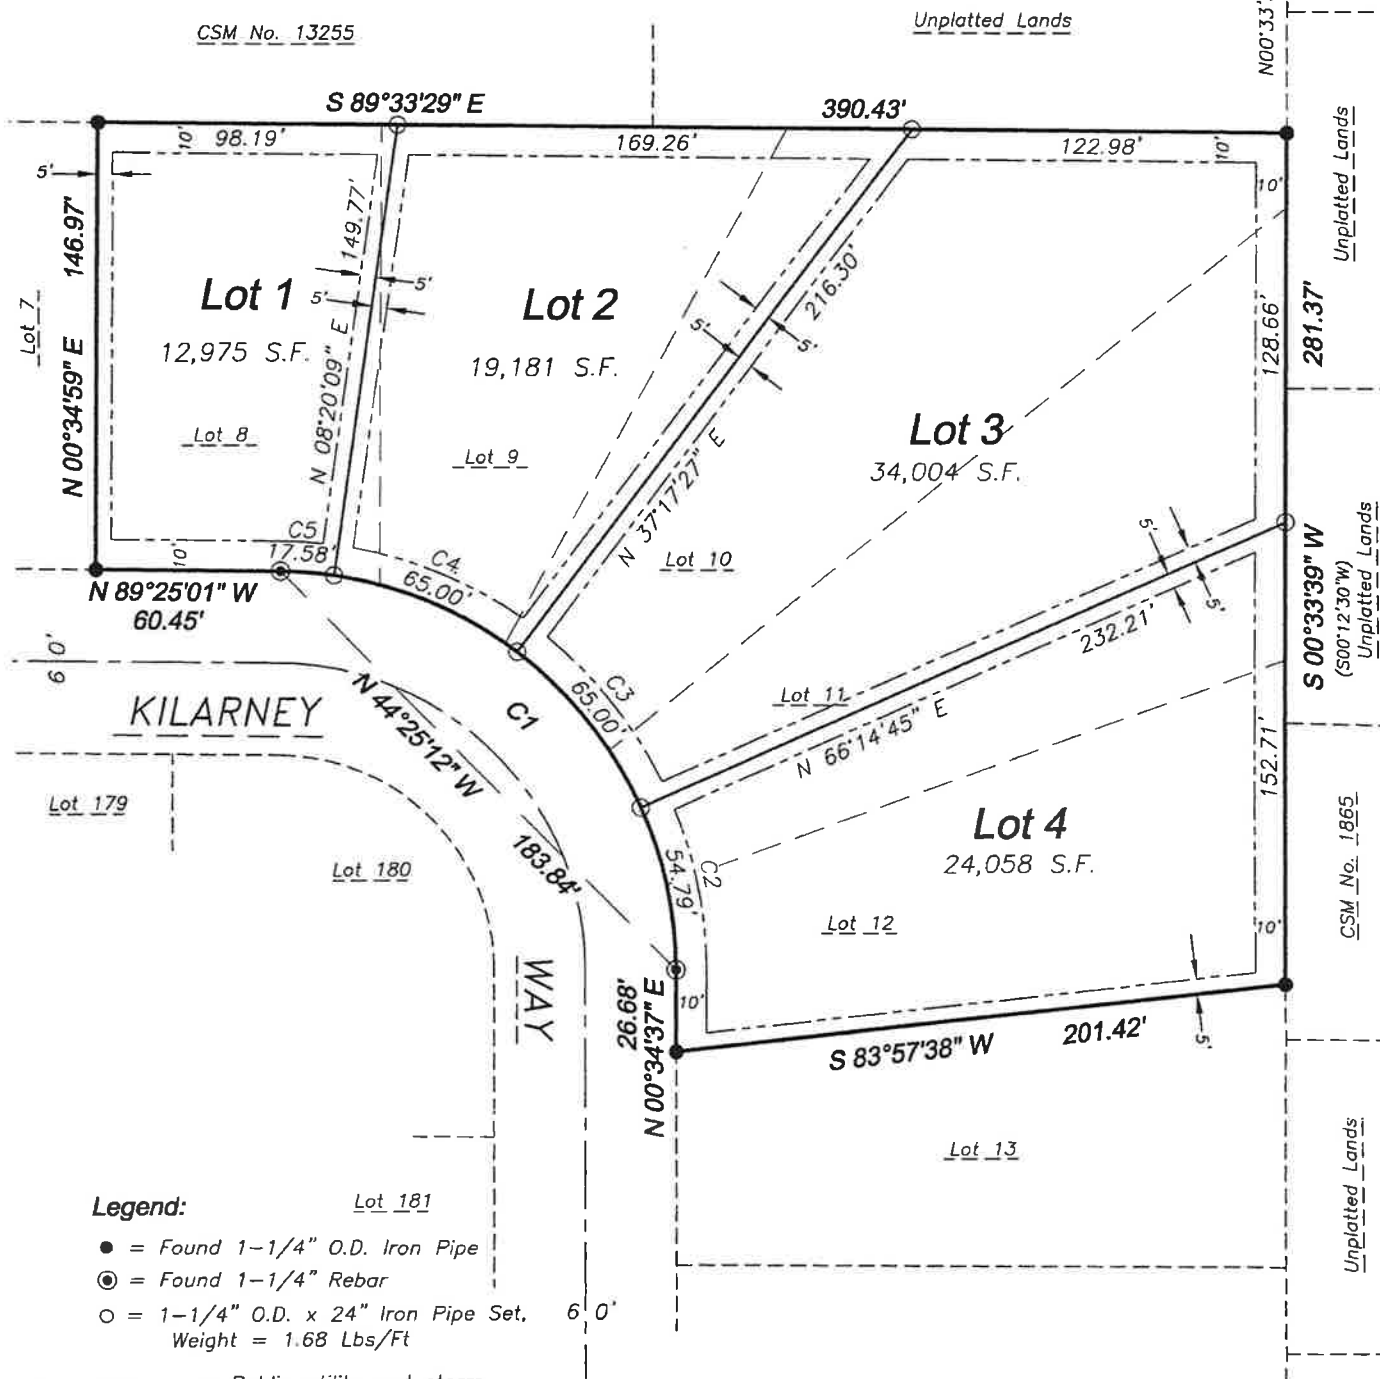 CSM No. 13255
Unplatted Lands
N00°33'
S 89°33'29" E
390.43'
10'
98.19'
169.26'
122.98'
10'
5'
10'
Unplatted Lands
N 00°34'59" E 146.97'
149.77'
N 08°20'09" E
5'
5'
Lot 1
12,975 S.F.
Lot 2
19,181 S.F.
5'
5'
216.30'
N 37°17'27" E
128.66'
281.37'
Lot 7
Lot 8
Lot 9
Lot 3
34,004 S.F.
Lot 10
C5
17.58'
10'
C4
65.00'
5'
5'
N 89°25'01" W
60.45'
S 00°33'39" W
(S00°12'30"W)
Unplatted Lands
60'
KILARNEY
N 44°25'12" W
183.84'
C1
C3
65.00'
Lot 11
232.21'
N 66°14'45" E
152.71'
Lot 179
Lot 180
54.79'
C2
Lot 4
24,058 S.F.
Lot 12
10'
CSM No. 1865
WAY
26.68'
N 00°34'37" E
10'
S 83°57'38" W
201.42'
5'
Lot 13
Unplatted Lands
Legend:
Lot 181
= Found 1-1/4" O.D. Iron Pipe
= Found 1-1/4" Rebar
= 1-1/4" O.D. x 24" Iron Pipe Set,
Weight = 1.68 Lbs/Ft
60'